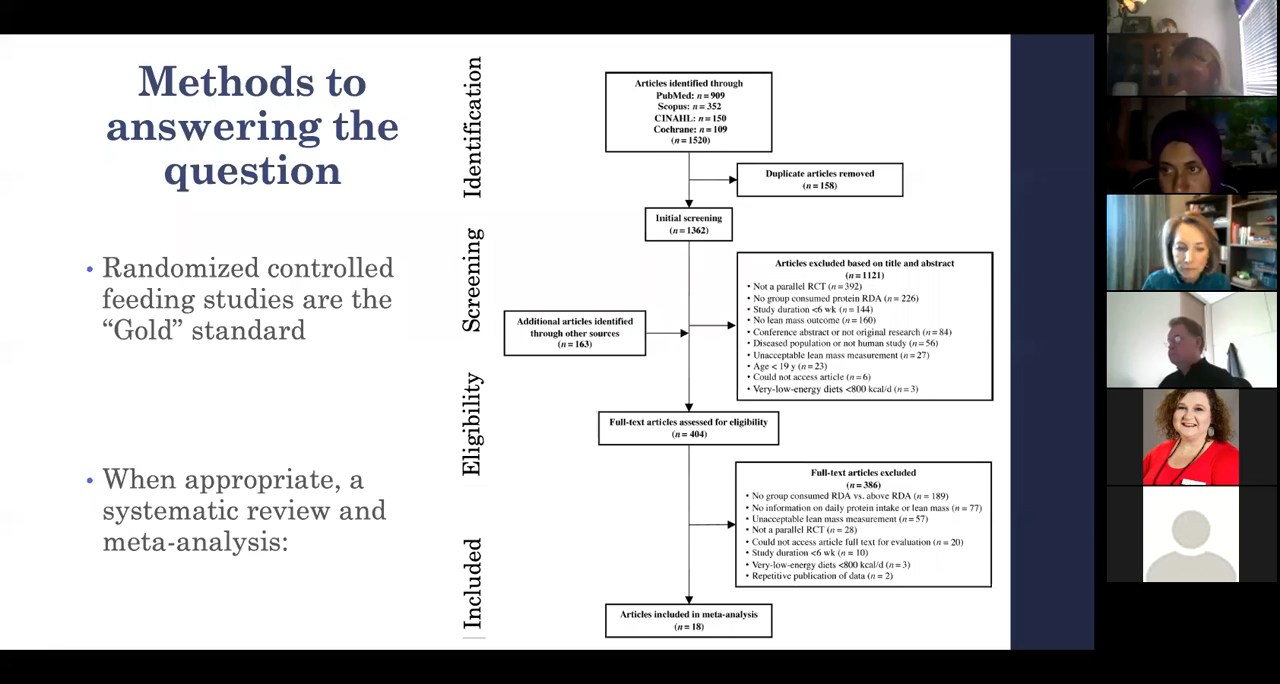 Methods to
answering the
question
• Randomized controlled
feeding studies are the
“Gold” standard
• When appropriate, a
systematic review and
meta-analysis:
Identification
Screening
Eligibility
Included
Articles identified through
PubMed: n = 909
Scopus: n = 352
CINAHL: n = 150
Cochrane: n = 109
(n = 1520)
Duplicate articles removed
(n = 158)
Initial screening
(n = 1362)
Articles excluded based on title and abstract
(n = 1121)
• Not a parallel RCT (n = 392)
• No group consumed protein RDA (n = 226)
• Study duration <6 wk (n = 144)
• No lean mass outcome (n = 160)
• Conference abstract or not original research (n = 84)
• Diseased population or not human study (n = 56)
• Unacceptable lean mass measurement (n = 27)
• Age < 19 y (n = 23)
• Could not access article (n = 6)
• Very-low-energy diets <800 kcal/d (n = 3)
Additional articles identified
through other sources
(n = 163)
Full-text articles assessed for eligibility
(n = 404)
Full-text articles excluded
(n = 386)
• No group consumed RDA vs. above RDA (n = 189)
• No information on daily protein intake or lean mass (n = 77)
• Unacceptable lean mass measurement (n = 57)
• Not a parallel RCT (n = 28)
• Could not access article full text for evaluation (n = 20)
• Study duration <6 wk (n = 10)
• Very-low-energy diets <800 kcal/d (n = 3)
• Repetitive publication of data (n = 2)
Articles included in meta-analysis
(n = 18)